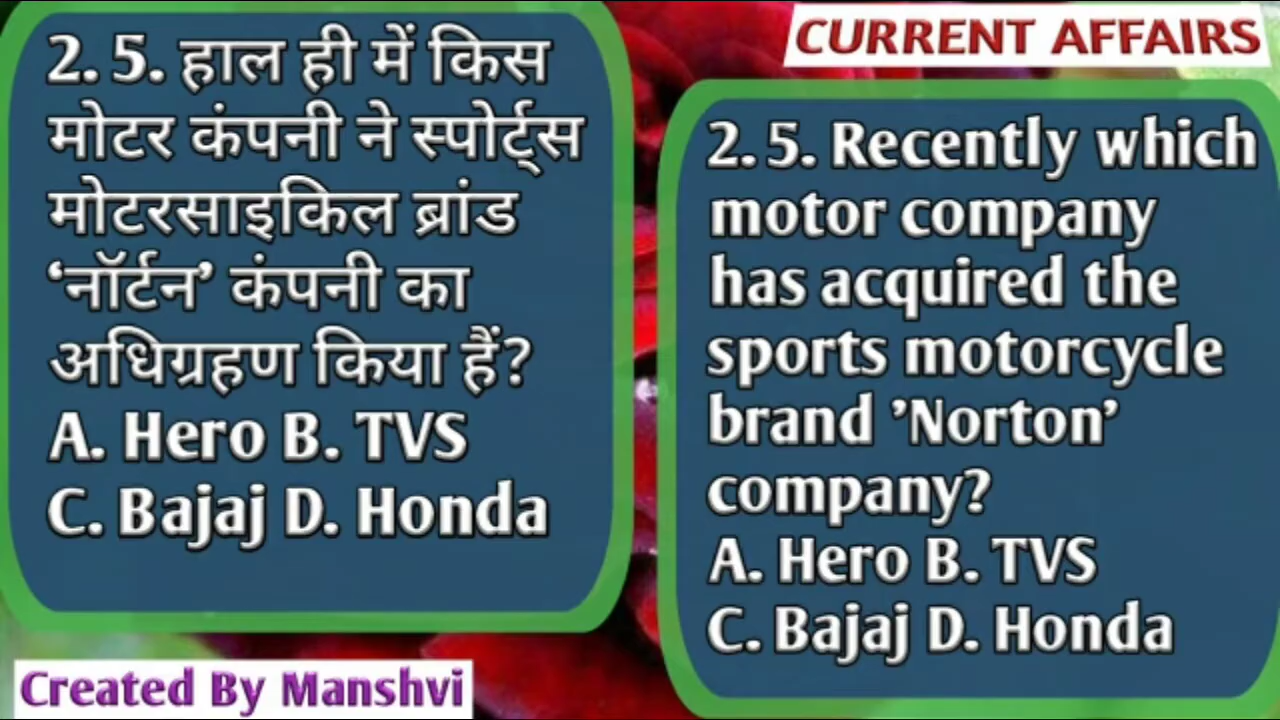 2. 5. हाल ही में किस
मोटर कंपनी ने स्पोर्ट्स
मोटरसाइकिल ब्रांड
‘नॉर्टन’ कंपनी का
अधिग्रहण किया हैं?
A. Hero B. TVS
C. Bajaj D. Honda
CURRENT AFFAIRS
2. 5. Recently which
motor company
has acquired the
sports motorcycle
brand ’Norton’
company?
A. Hero B. TVS
C. Bajaj D. Honda
Created By Manshvi